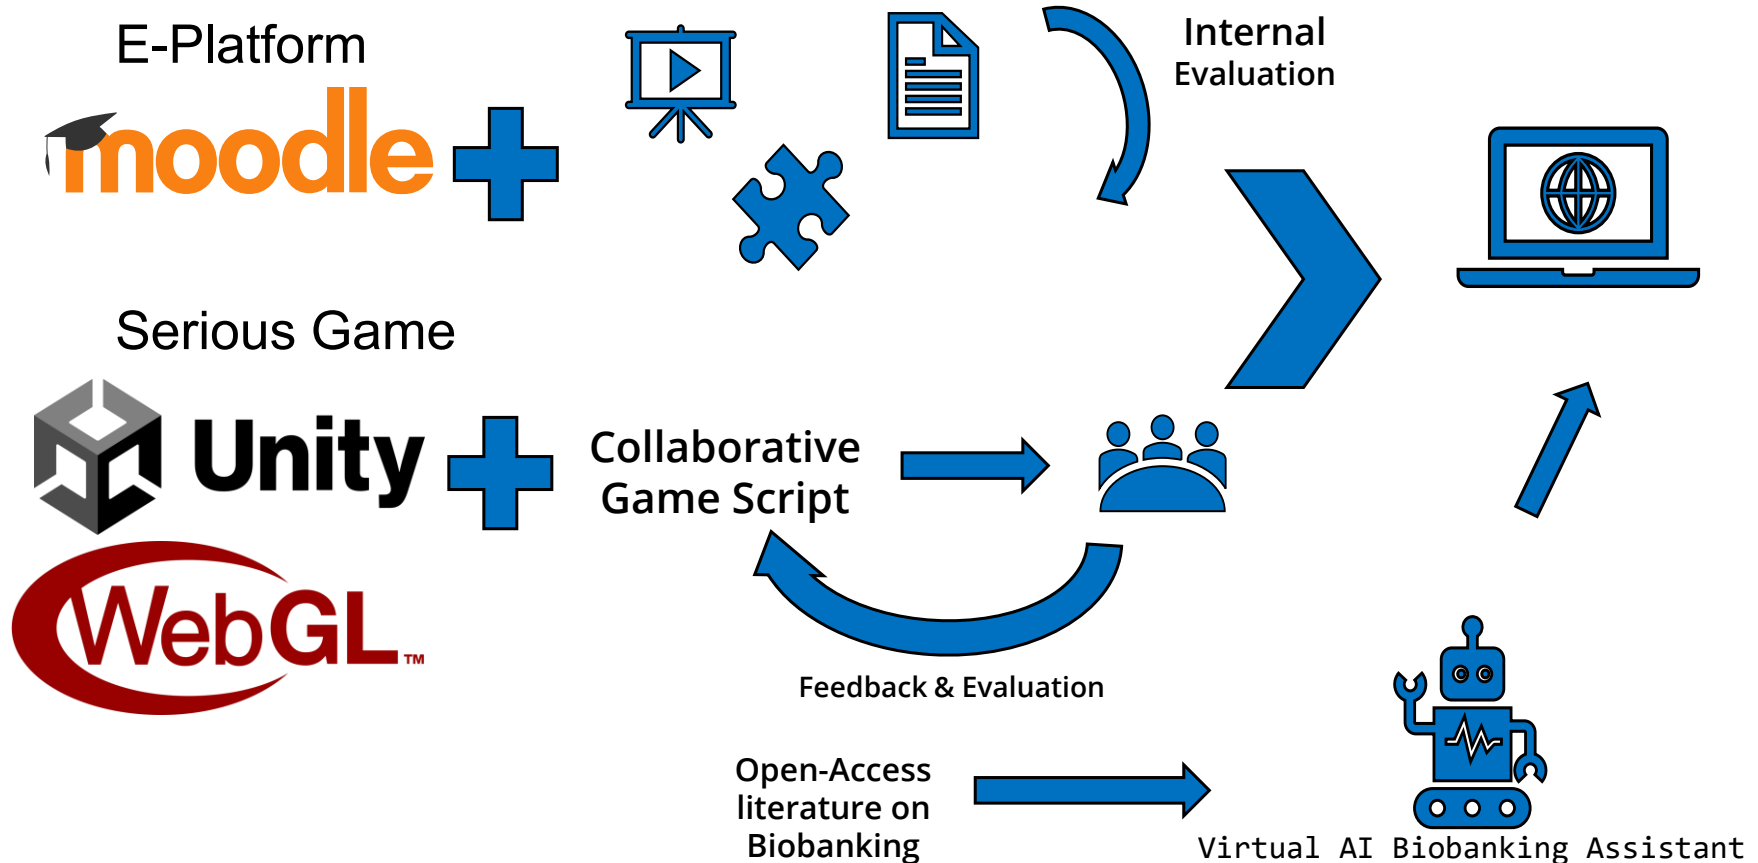 E-Platform
moodle
Internal
Evaluation
Serious Game
Unity
WebGL™
Collaborative
Game Script
Feedback & Evaluation
Open-Access
literature on
Biobanking
Virtual AI Biobanking Assistant